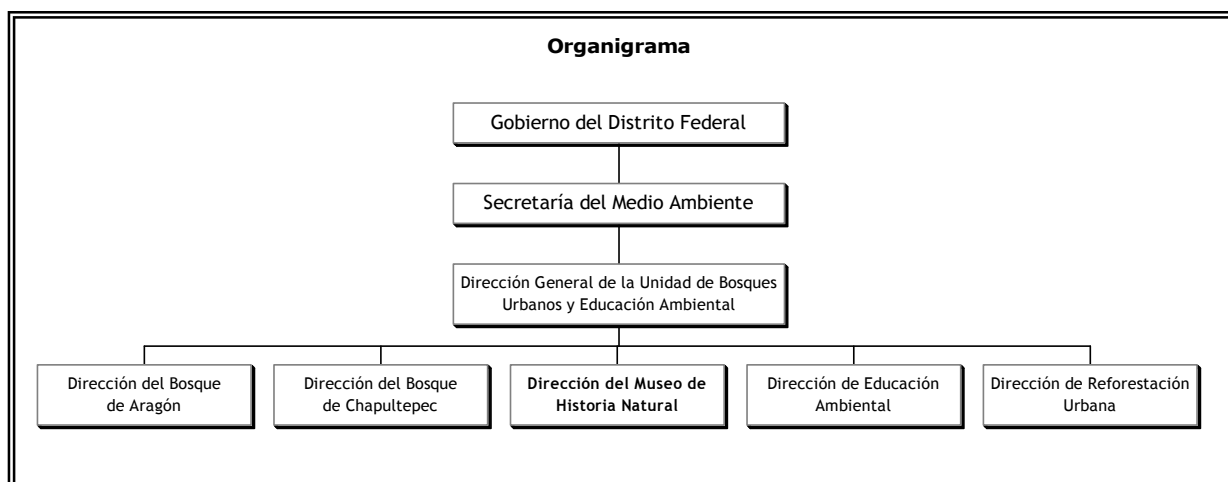 Organigrama
Gobierno del Distrito Federal
Secretaría del Medio Ambiente
Dirección General de la Unidad de Bosques
Urbanos y Educación Ambiental
Dirección del Bosque
de Aragón
Dirección del Bosque
de Chapultepec
Dirección del Museo de
Historia Natural
Dirección de Educación
Ambiental
Dirección de Reforestación
Urbana